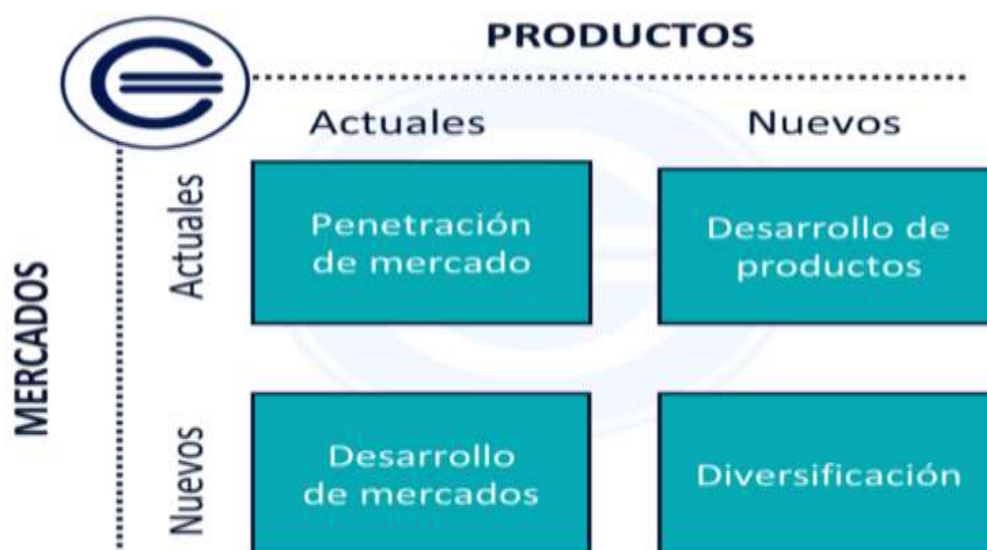 PRODUCTOS
Actuales
Nuevos
MERCADOS
Actuales
Penetración
de mercado
Desarrollo de
productos
Nuevos
Desarrollo
de mercados
Diversificación